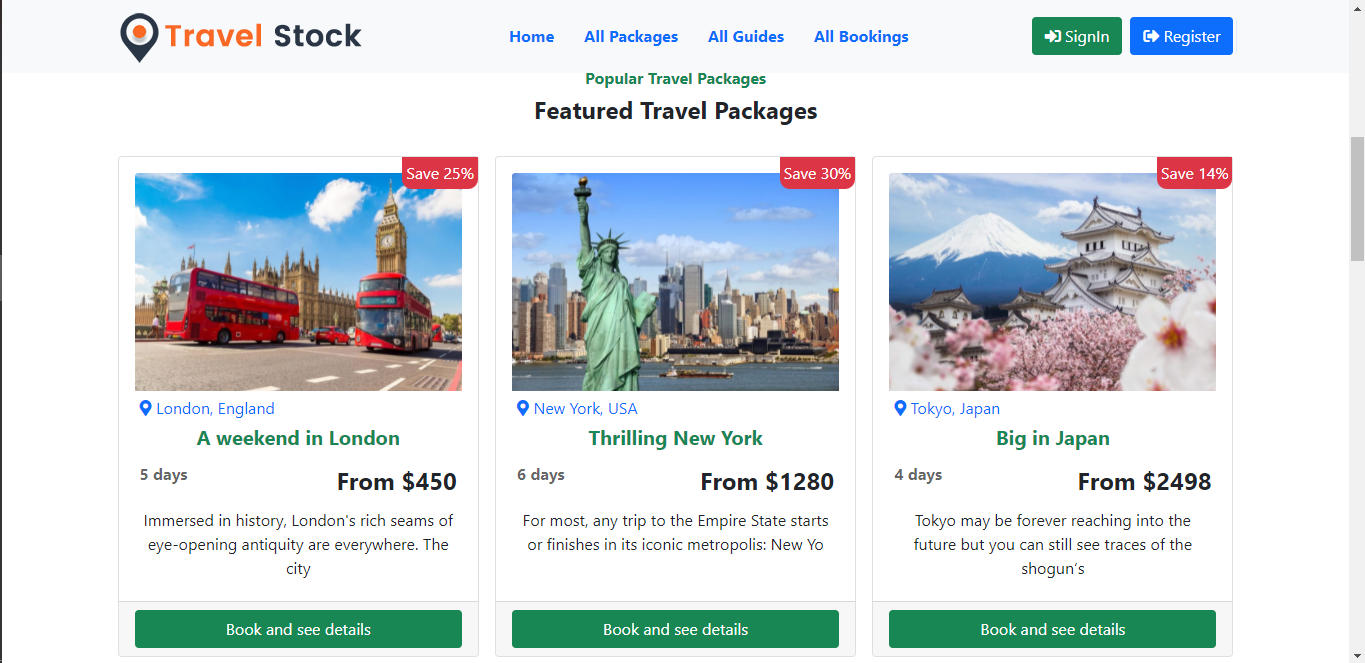 Travel Stock
Home
All Packages
All Guides
All Bookings
SignIn
Register
Popular Travel Packages
Featured Travel Packages
Save 25%
London, England
A weekend in London
5 days
From $450
Immersed in history, London's rich seams of
eye-opening antiquity are everywhere. The
city
Book and see details
Save 30%
New York, USA
Thrilling New York
6 days
From $1280
For most, any trip to the Empire State starts
or finishes in its iconic metropolis: New Yo
Book and see details
Save 14%
Tokyo, Japan
Big in Japan
4 days
From $2498
Tokyo may be forever reaching into the
future but you can still see traces of the
shogun’s
Book and see details